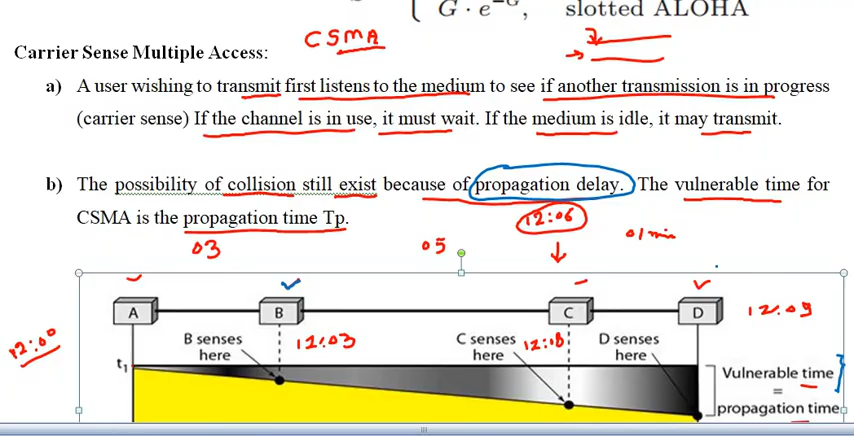 G · e⁻ᴳ, slotted ALOHA
CSMA
Carrier Sense Multiple Access:
a) A user wishing to transmit first listens to the medium to see if another transmission is in progress
(carrier sense) If the channel is in use, it must wait. If the medium is idle, it may transmit.
b) The possibility of collision still exist because of propagation delay. The vulnerable time for
CSMA is the propagation time Tp.
12:06
01 min
03
05
A
B
C
D
12:09
12:00
B senses
here
12:03
C senses
here
12:08
D senses
here
t₁
Vulnerable time
=
propagation time